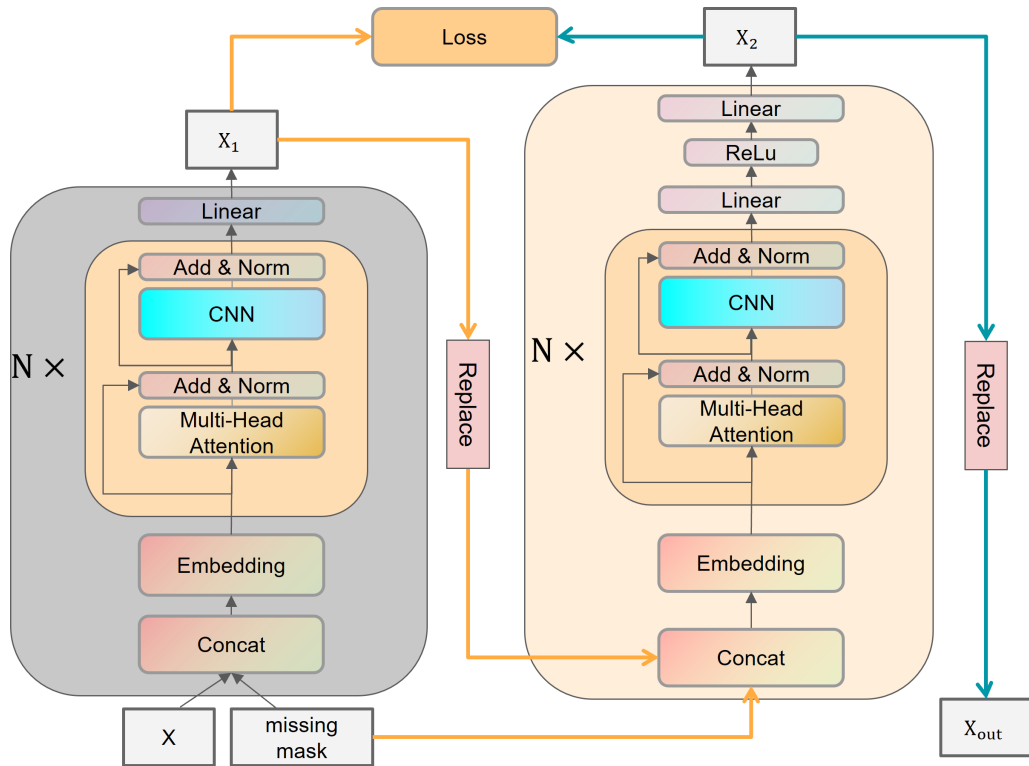 Loss
X₂
X₁
Linear
Add & Norm
CNN
Add & Norm
Multi-Head
Attention
N ×
Embedding
Concat
X
missing
mask
Replace
Linear
ReLu
Linear
Add & Norm
CNN
Add & Norm
Multi-Head
Attention
N ×
Embedding
Concat
Replace
Xout